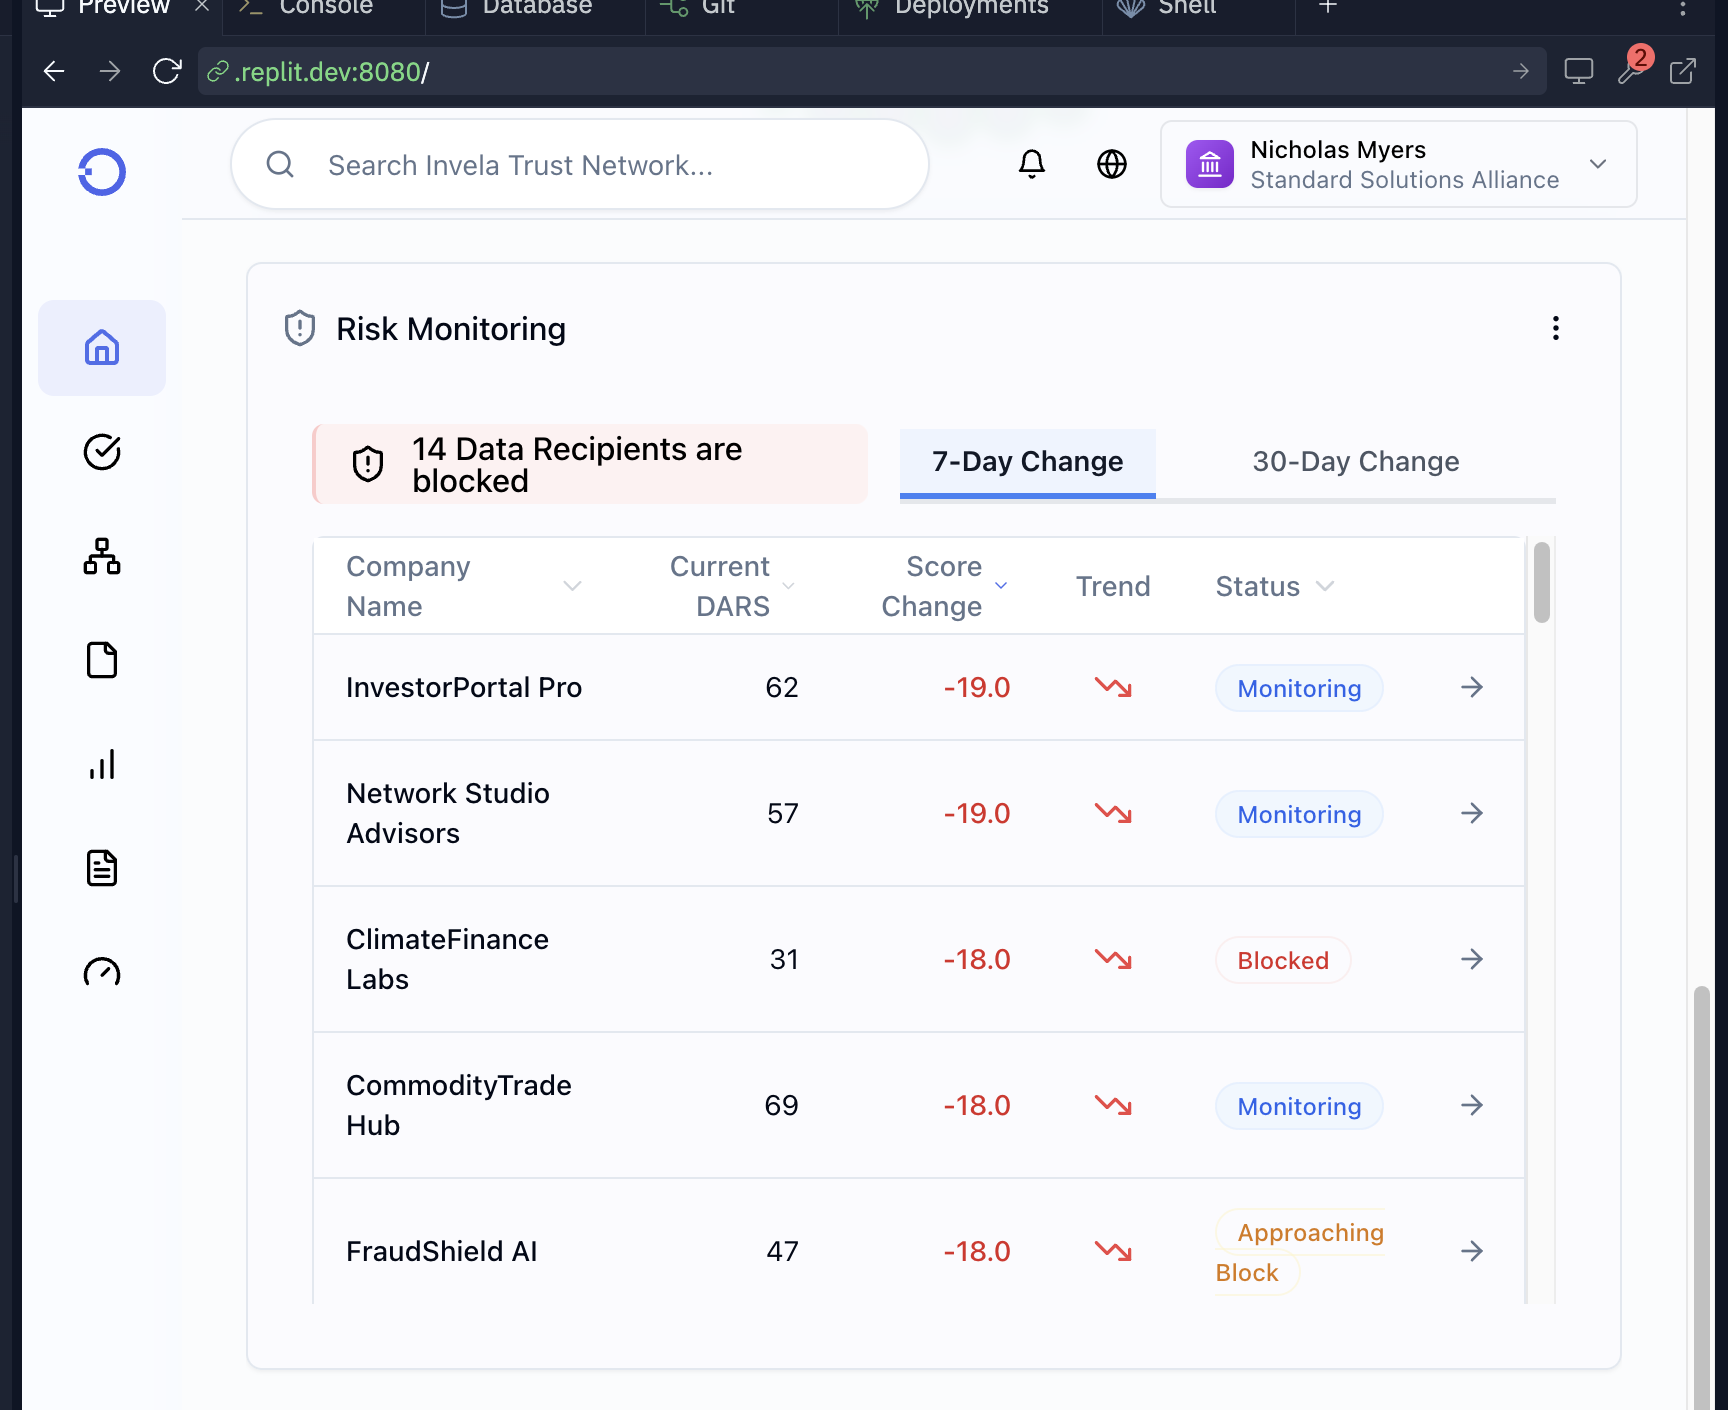 Preview
Console
Database
Git
Deployments
Shell
.replit.dev:8080/
2
Search Invela Trust Network...
Nicholas Myers
Standard Solutions Alliance
Risk Monitoring
14 Data Recipients are
blocked
7-Day Change
30-Day Change
Company
Name
Current
DARS
Score
Change
Trend
Status
InvestorPortal Pro 62 -19.0 Monitoring
Network Studio
Advisors
57 -19.0 Monitoring
ClimateFinance
Labs
31 -18.0 Blocked
CommodityTrade
Hub
69 -18.0 Monitoring
FraudShield AI 47 -18.0
Approaching
Block